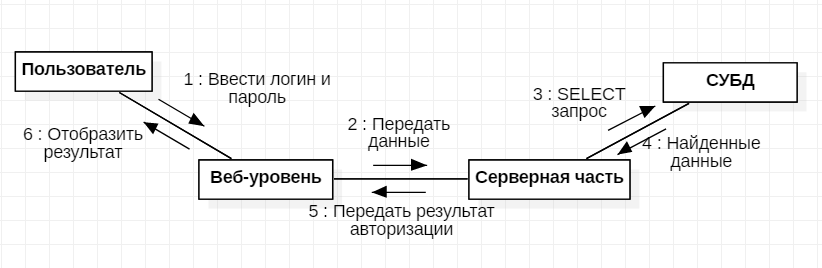 Пользователь
СУБД
1 : Ввести логин и
пароль
3 : SELECT
запрос
2 : Передать
данные
6 : Отобразить
результат
4 : Найденные
данные
Веб-уровень
Серверная часть
5 : Передать результат
авторизации